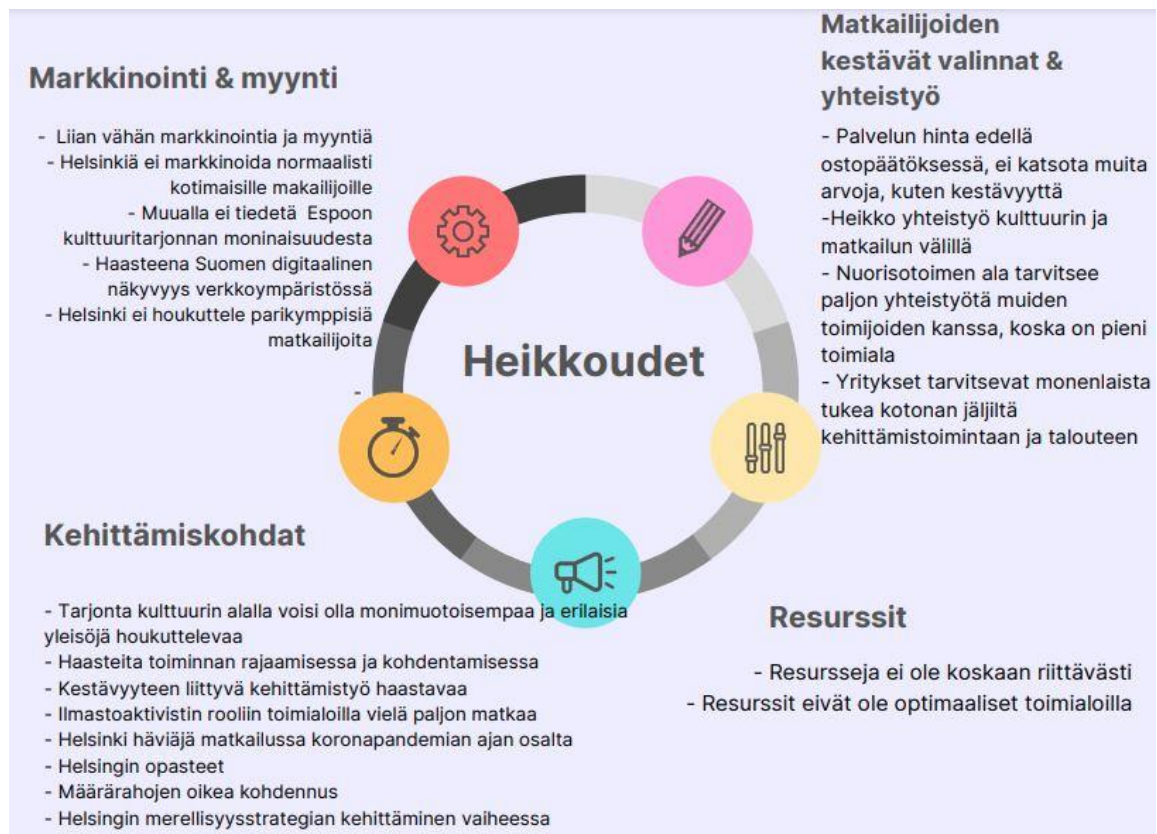 Markkinointi & myynti
- Liian vähän markkinointia ja myyntiä
- Helsinkiä ei markkinoida normaalisti
kotimaisille makailijoille
- Muualla ei tiedetä Espoon
kulttuuritarjonnan moninaisuudesta
- Haasteena Suomen digitaalinen
näkyvyys verkkoympäristössä
- Helsinki ei houkuttele parikymppisiä
matkailijoita
-
Matkailijoiden
kestävät valinnat &
yhteistyö
- Palvelun hinta edellä
ostopäätöksessä, ei katsota muita
arvoja, kuten kestävyyttä
-Heikko yhteistyö kulttuurin ja
matkailun välillä
- Nuorisotoimen ala tarvitsee
paljon yhteistyötä muiden
toimijoiden kanssa, koska on pieni
toimiala
- Yritykset tarvitsevat monenlaista
tukea kotonan jäljiltä
kehittämistoimintaan ja talouteen
Heikkoudet
Kehittämiskohdat
- Tarjonta kulttuurin alalla voisi olla monimuotoisempaa ja erilaisia
yleisöjä houkuttelevaa
- Haasteita toiminnan rajaamisessa ja kohdentamisessa
- Kestävyyteen liittyvä kehittämistyö haastavaa
- Ilmastoaktivistin rooliin toimialoilla vielä paljon matkaa
- Helsinki häviäjä matkailussa koronapandemian ajan osalta
- Helsingin opasteet
- Määrärahojen oikea kohdennus
- Helsingin merellisyysstrategian kehittäminen vaiheessa
Resurssit
- Resursseja ei ole koskaan riittävästi
- Resurssit eivät ole optimaaliset toimialoilla